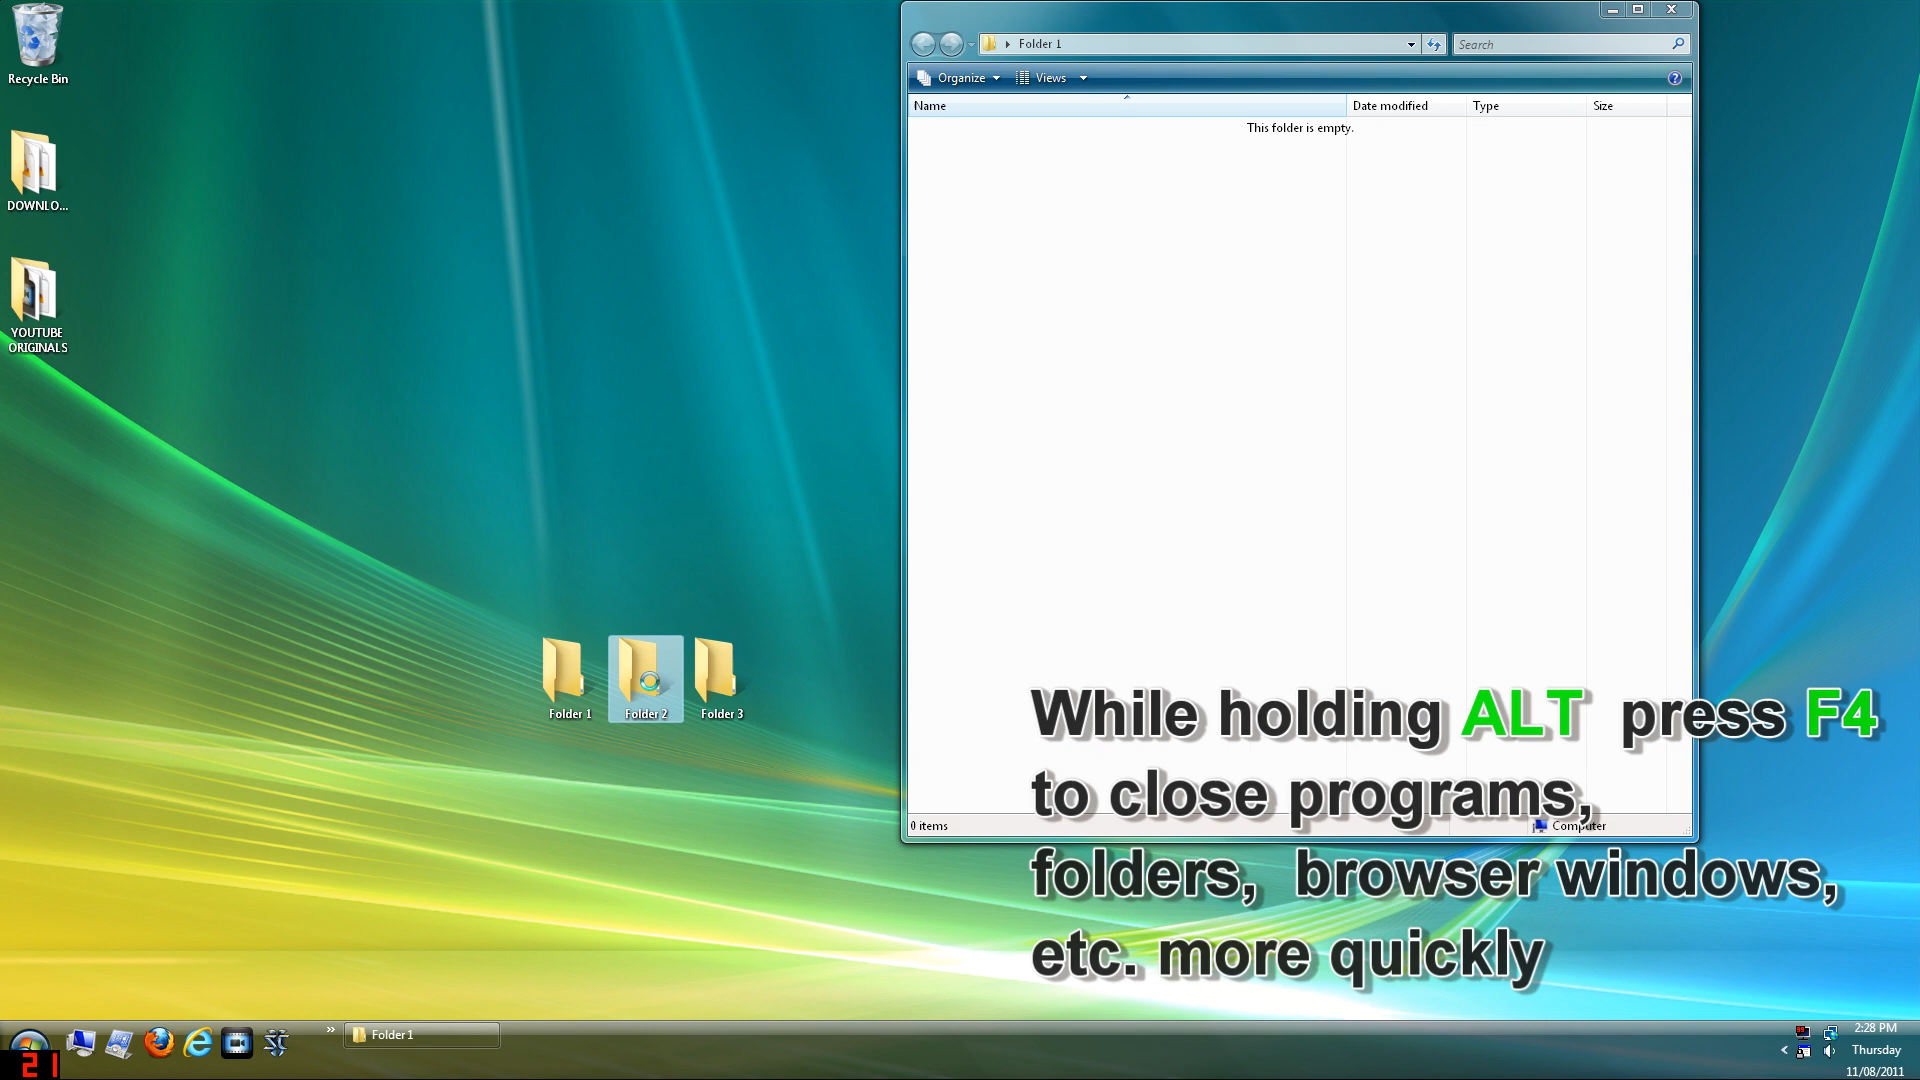 Recycle Bin
DOWNLO...
YOUTUBE
ORIGINALS
Folder 1
Folder 2
Folder 3
Folder 1
Search
Organize
Views
Name
Date modified
Type
Size
This folder is empty.
0 items
Computer
While holding ALT press F4
to close programs,
folders, browser windows,
etc. more quickly
Folder 1
21
2:28 PM
Thursday
11/08/2011